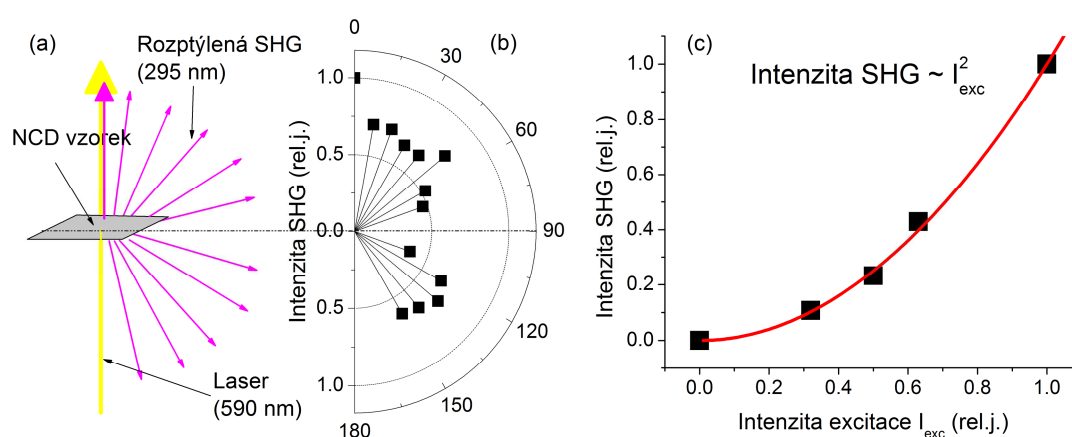 (a)
Rozptýlená SHG
(295 nm)
NCD vzorek
Laser
(590 nm)
(b)
Intenzita SHG (rel.j.)
1.0
0.5
0.0
0.5
1.0
0
30
60
90
120
150
180
(c)
Intenzita SHG ~ I²exc
Intenzita SHG (rel.j.)
1.0
0.8
0.6
0.4
0.2
0.0
0.0 0.2 0.4 0.6 0.8 1.0
Intenzita excitace Iexc (rel.j.)